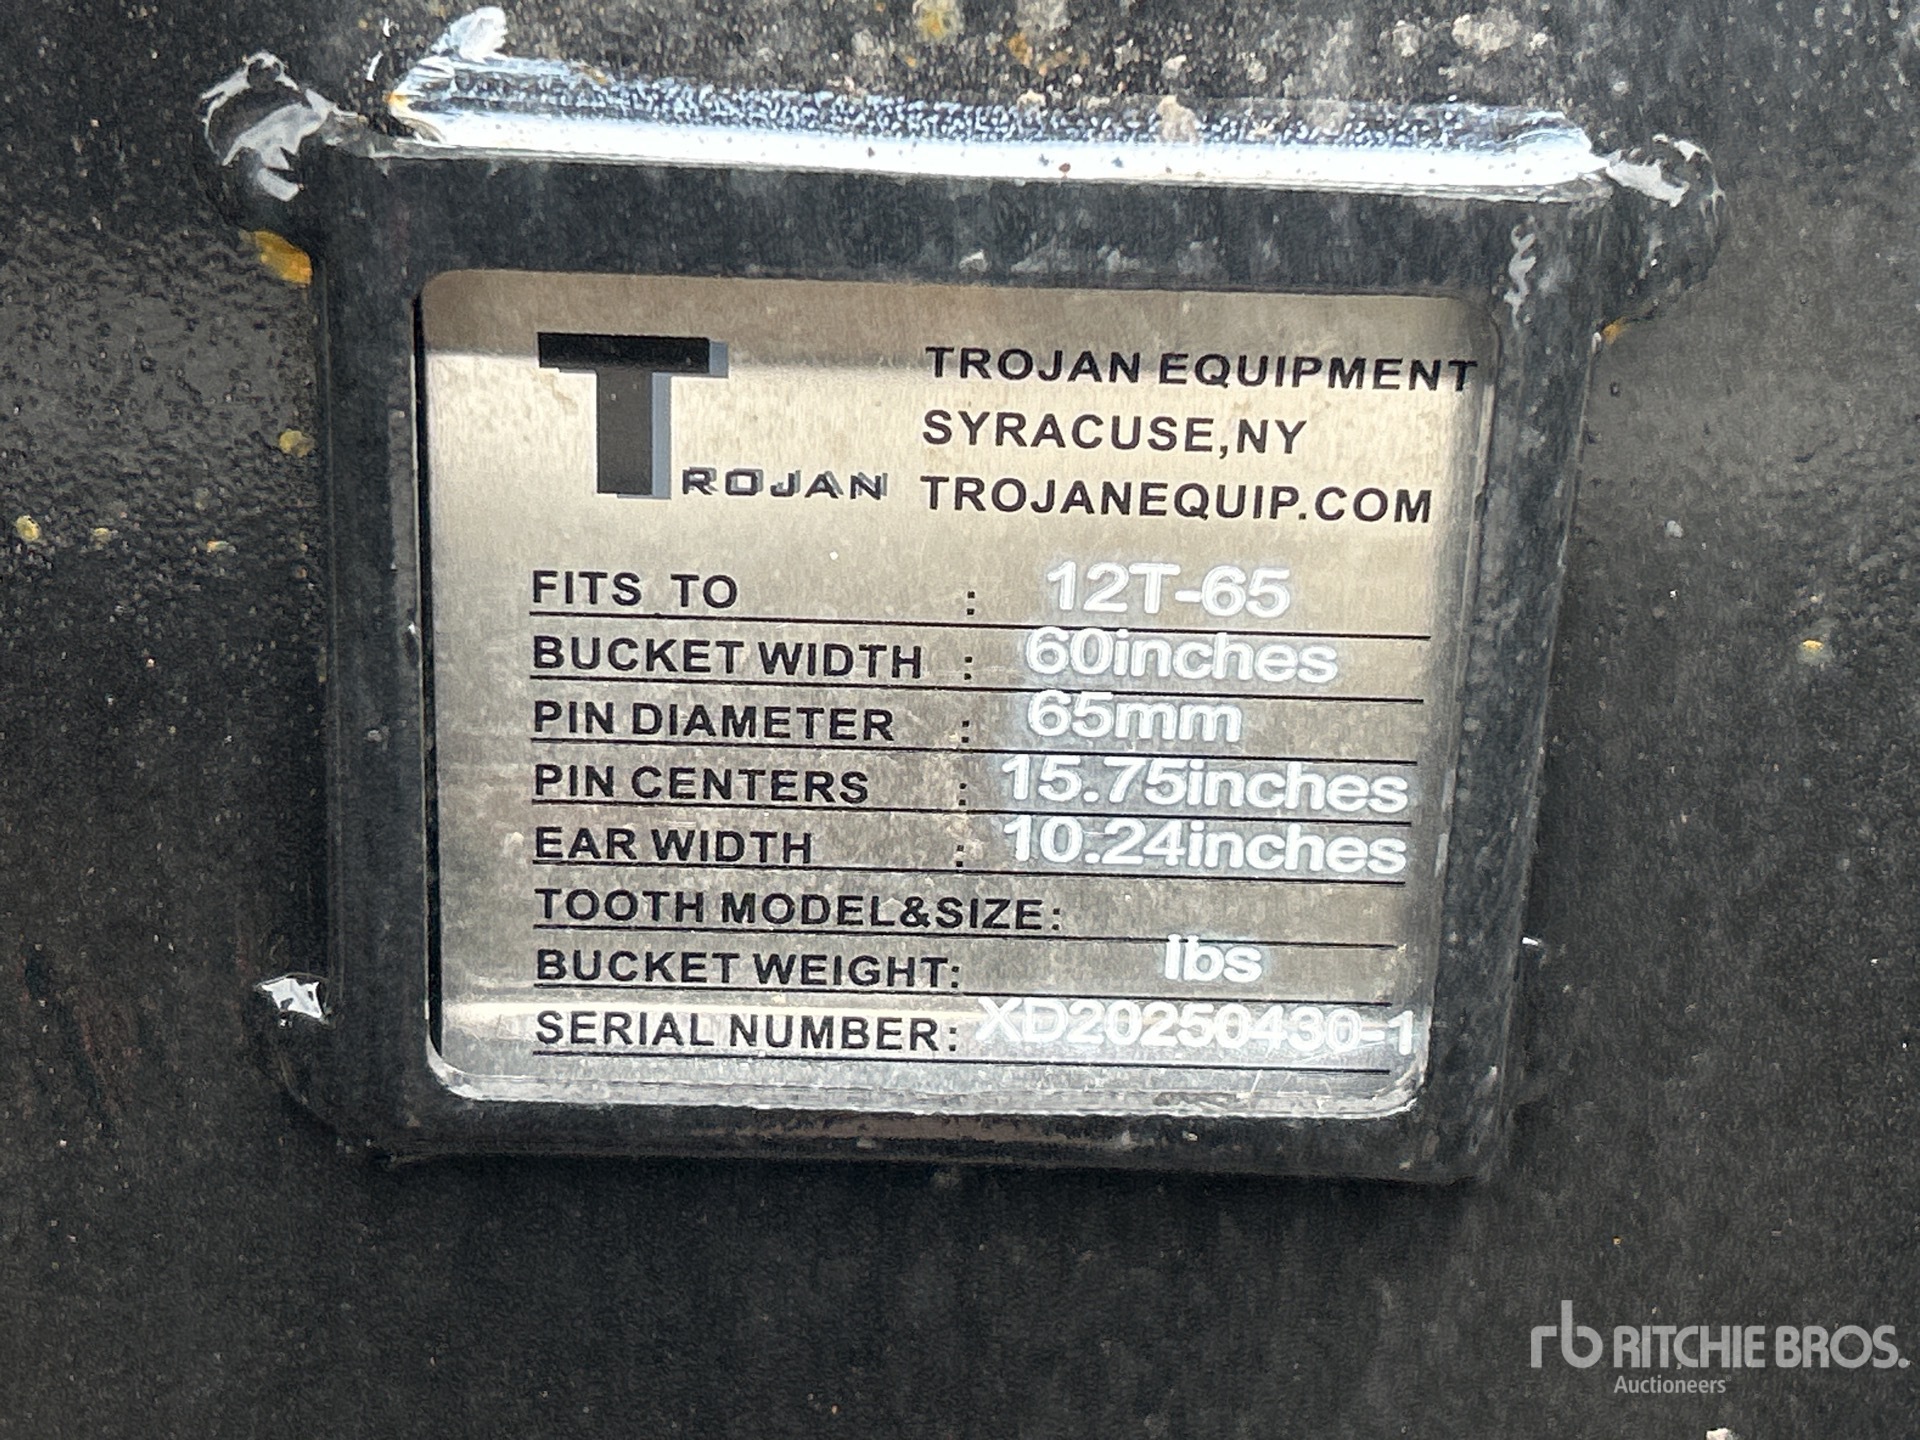 TROJAN
TROJAN EQUIPMENT
SYRACUSE,NY
TROJANEQUIP.COM
FITS TO : 12T-65
BUCKET WIDTH : 60inches
PIN DIAMETER : 65mm
PIN CENTERS : 15.75inches
EAR WIDTH : 10.24inches
TOOTH MODEL&SIZE:
BUCKET WEIGHT: lbs
SERIAL NUMBER: XD20250430-1
rb RITCHIE BROS.
Auctioneers